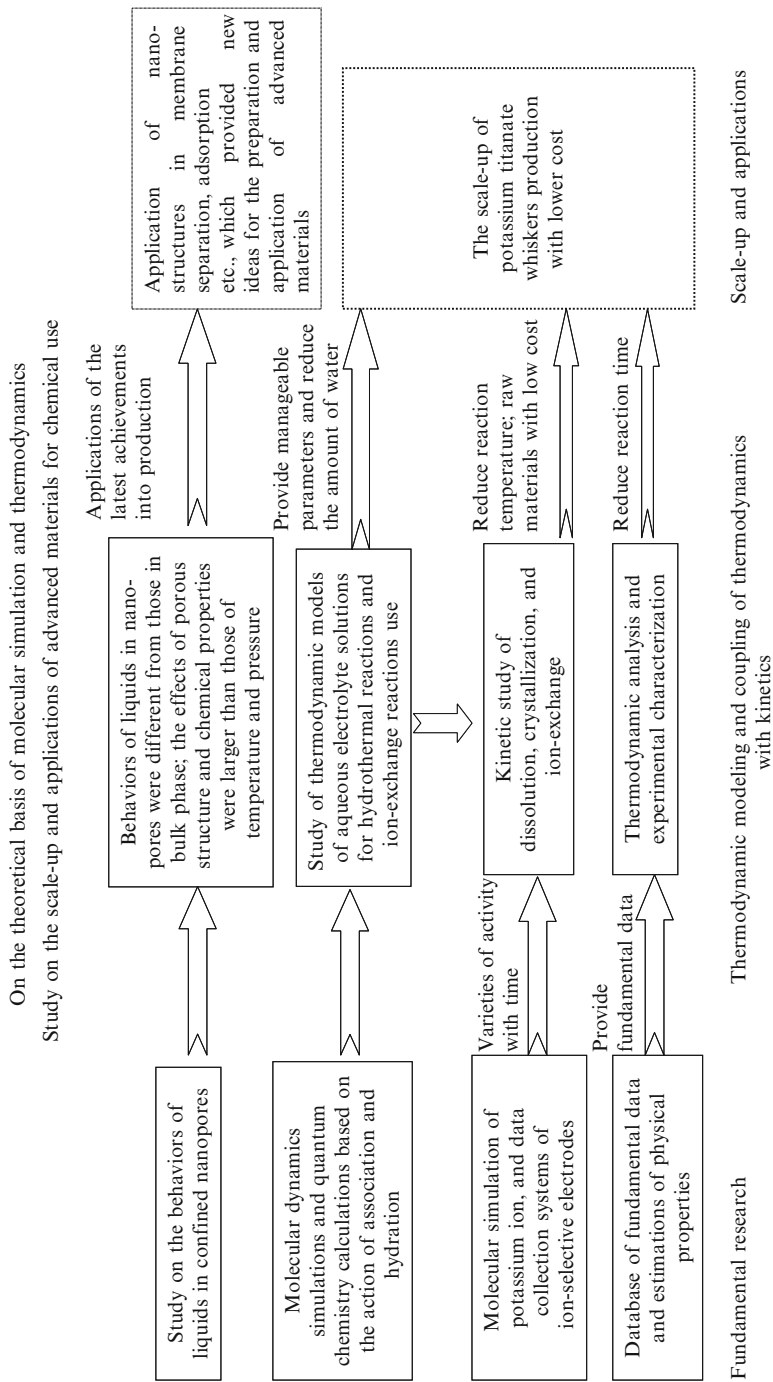 On the theoretical basis of molecular simulation and thermodynamics
Study on the scale-up and applications of advanced materials for chemical use
Study on the behaviors of
liquids in confined nanopores
Behaviors of liquids in nano-
pores were different from those in
bulk phase; the effects of porous
structure and chemical properties
were larger than those of
temperature and pressure
Applications of the
latest achievements
into production
Application of nano-
structures in membrane
separation, adsorption
etc., which provided new
ideas for the preparation and
application of advanced
materials
Molecular dynamics
simulations and quantum
chemistry calculations based on
the action of association and
hydration
Study of thermodynamic models
of aqueous electrolyte solutions
for hydrothermal reactions and
ion-exchange reactions use
Provide manageable
parameters and reduce
the amount of water
The scale-up of
potassium titanate
whiskers production
with lower cost
Molecular simulation of
potassium ion, and data
collection systems of
ion-selective electrodes
Varieties of activity
with time
Kinetic study of
dissolution, crystallization, and
ion-exchange
Reduce reaction
temperature; raw
materials with low cost
Database of fundamental data
and estimations of physical
properties
Provide
fundamental data
Thermodynamic analysis and
experimental characterization
Reduce reaction time
Fundamental research
Thermodynamic modeling and coupling of thermodynamics
with kinetics
Scale-up and applications